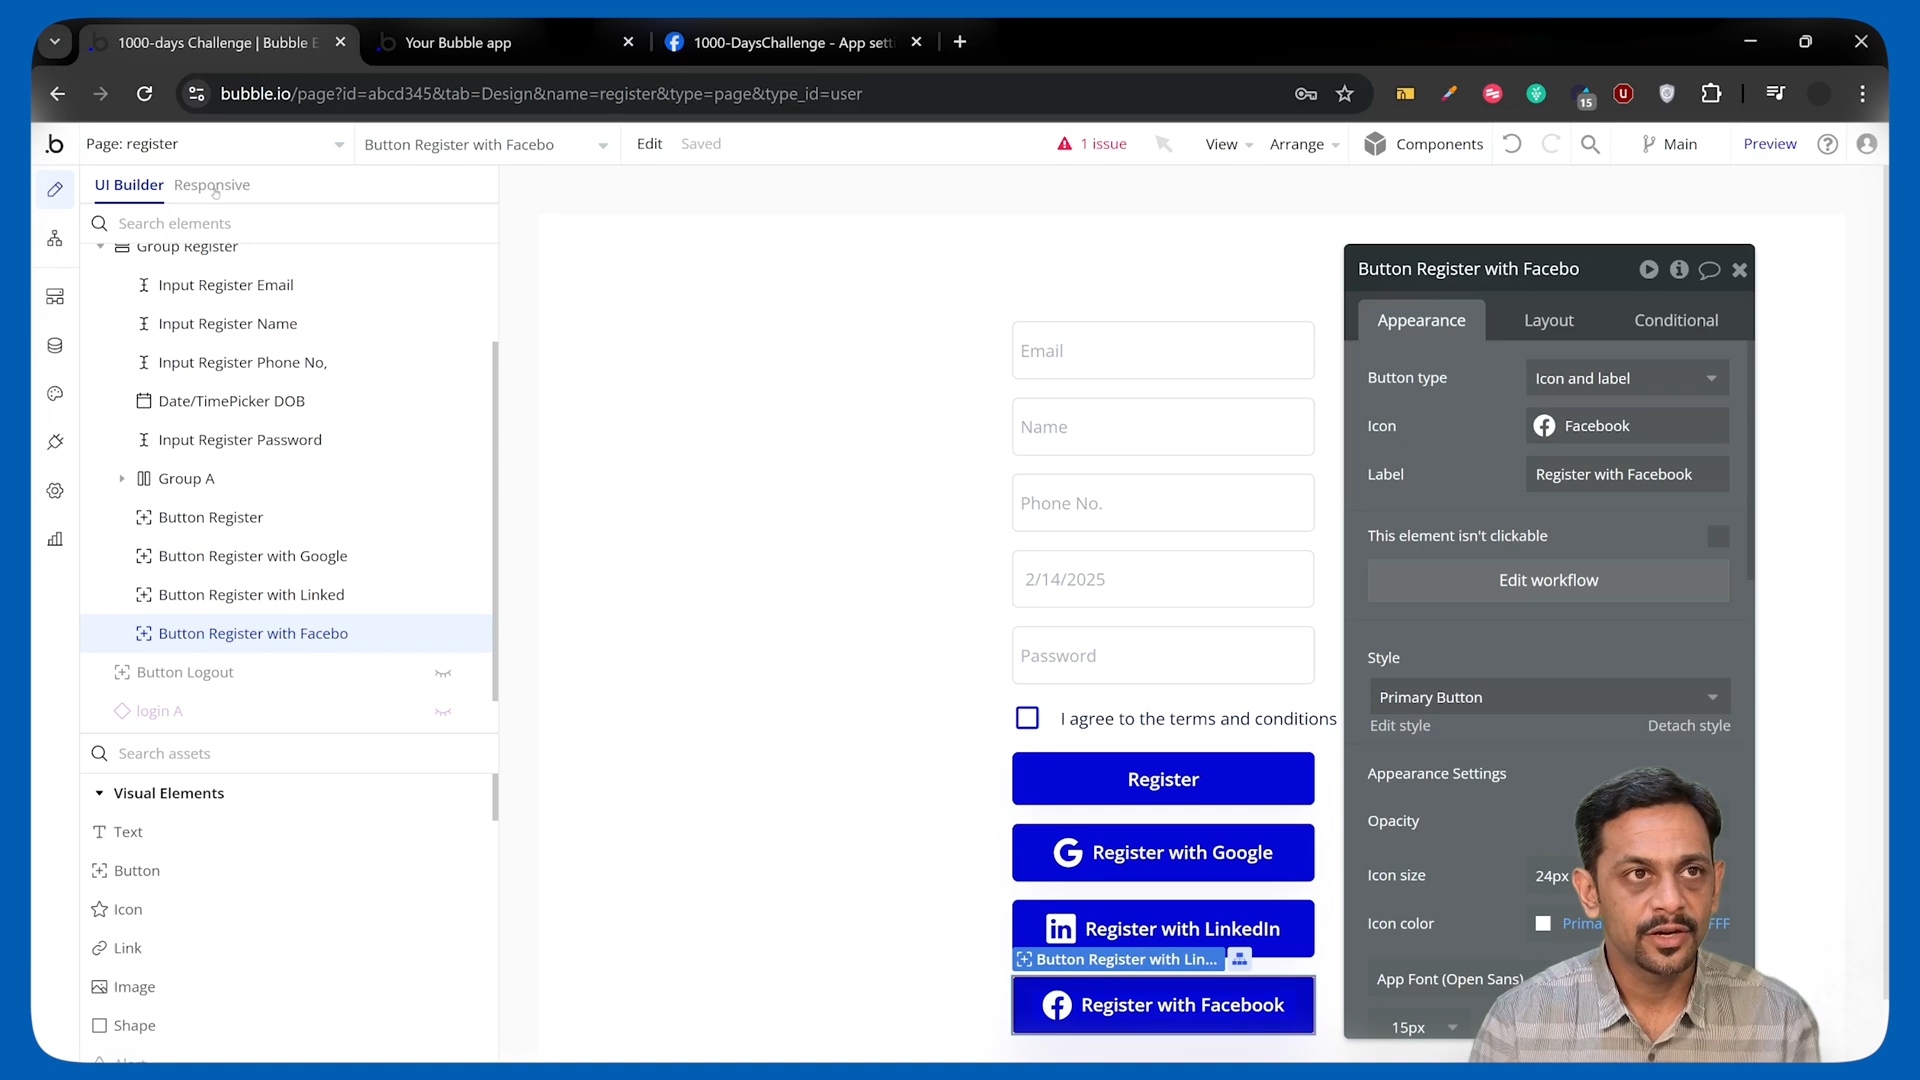 1000-days Challenge | Bubble E
Your Bubble app
1000-DaysChallenge - App sett
bubble.io/page?id=abcd345&tab=Design&name=register&type=page&type_id=user
15
Page: register
Button Register with Facebo
Edit
Saved
1 issue
View
Arrange
Components
Main
Preview
UI Builder
Responsive
Search elements
Group Register
Input Register Email
Input Register Name
Input Register Phone No,
Date/TimePicker DOB
Input Register Password
Group A
Button Register
Button Register with Google
Button Register with Linked
Button Register with Facebo
Button Logout
login A
Search assets
Visual Elements
Text
Button
Icon
Link
Image
Shape
Email
Name
Phone No.
2/14/2025
Password
I agree to the terms and conditions
Register
Register with Google
Register with LinkedIn
Button Register with Lin...
Register with Facebook
Button Register with Facebo
Appearance
Layout
Conditional
Button type
Icon and label
Icon
Facebook
Label
Register with Facebook
This element isn't clickable
Edit workflow
Style
Primary Button
Edit style
Detach style
Appearance Settings
Opacity
Icon size
24px
Icon color
Prima
FFF
App Font (Open Sans)
15px